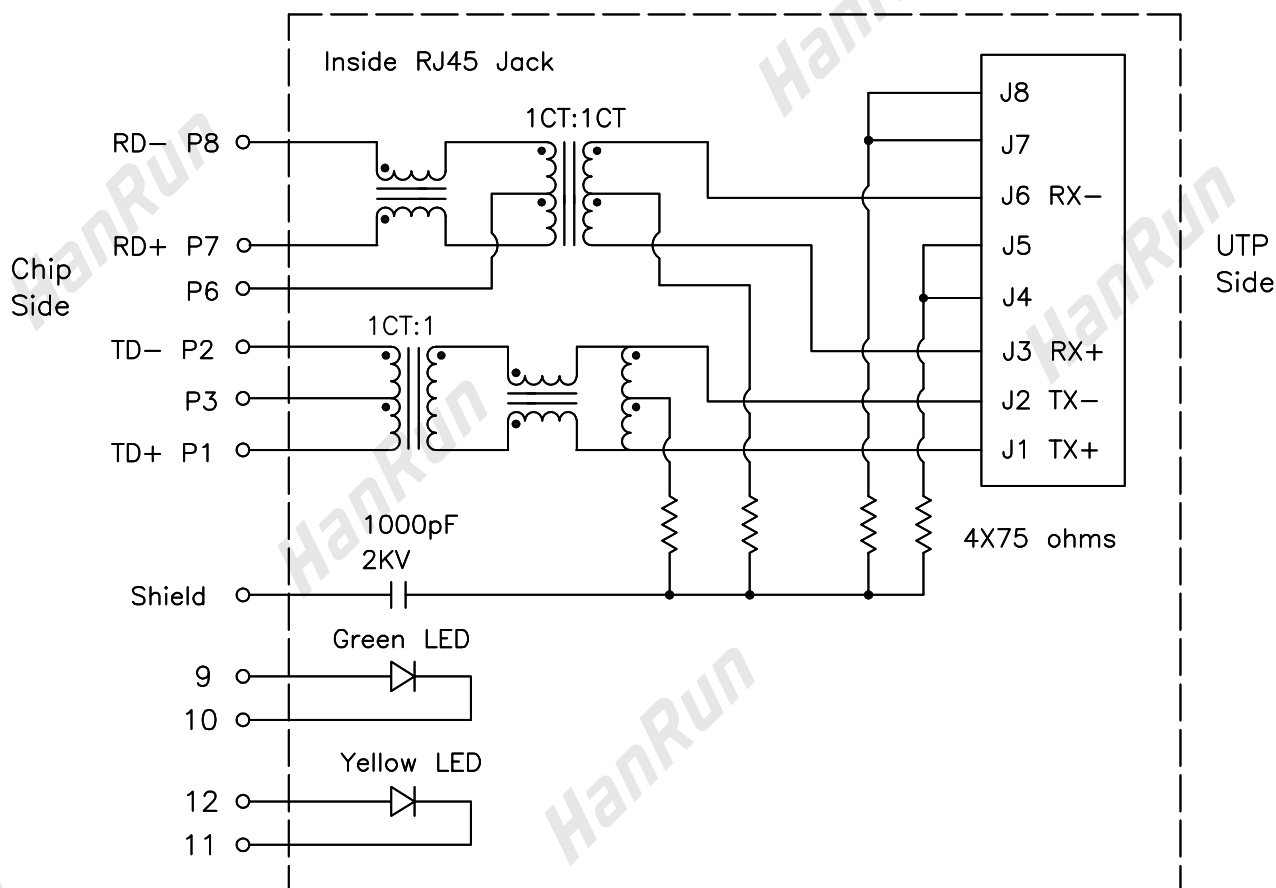 Inside RJ45 Jack
1CT:1CT
RD- P8
RD+ P7
P6
Chip
Side
1CT:1
TD- P2
P3
TD+ P1
J8
J7
J6 RX-
J5
J4
J3 RX+
J2 TX-
J1 TX+
UTP
Side
1000pF
2KV
4X75 ohms
Shield
Green LED
9
10
Yellow LED
12
11
HanRun
HanRun
HanRun
HanRun
HanRun